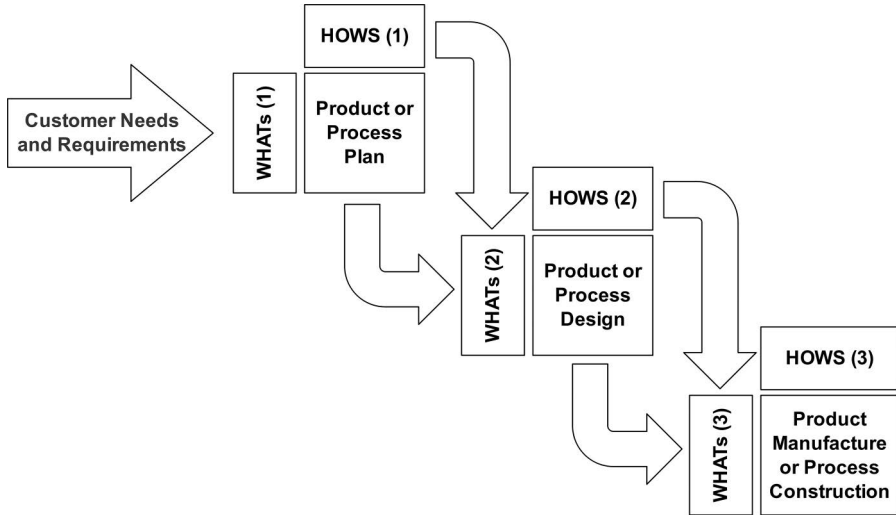 HOWS (1)
Customer Needs
and Requirements
WHATs (1)
Product or
Process
Plan
HOWS (2)
WHATs (2)
Product or
Process
Design
HOWS (3)
WHATs (3)
Product
Manufacture
or Process
Construction